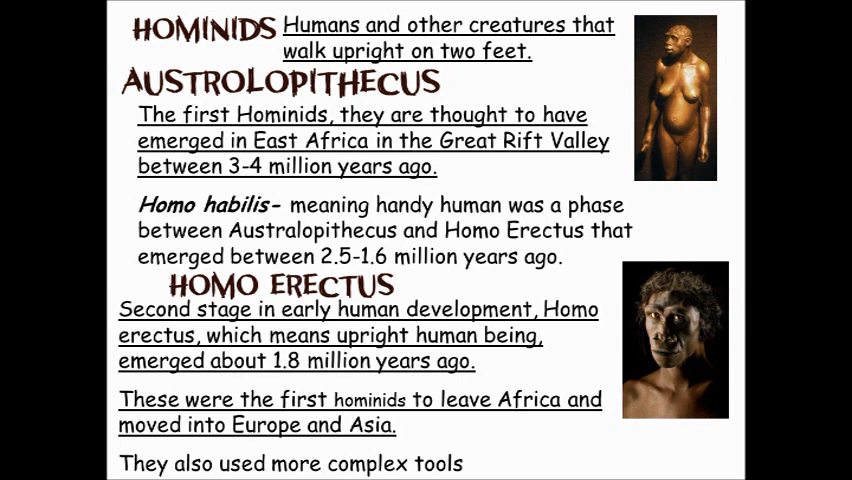 HOMINIDS Humans and other creatures that
walk upright on two feet.
AUSTROLOPITHECUS
The first Hominids, they are thought to have
emerged in East Africa in the Great Rift Valley
between 3-4 million years ago.
Homo habilis- meaning handy human was a phase
between Australopithecus and Homo Erectus that
emerged between 2.5-1.6 million years ago.
HOMO ERECTUS
Second stage in early human development, Homo
erectus, which means upright human being,
emerged about 1.8 million years ago.
These were the first hominids to leave Africa and
moved into Europe and Asia.
They also used more complex tools